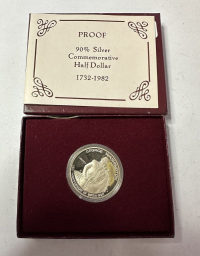 PROOF
90% Silver
Commemorative
Half Dollar
1732-1982